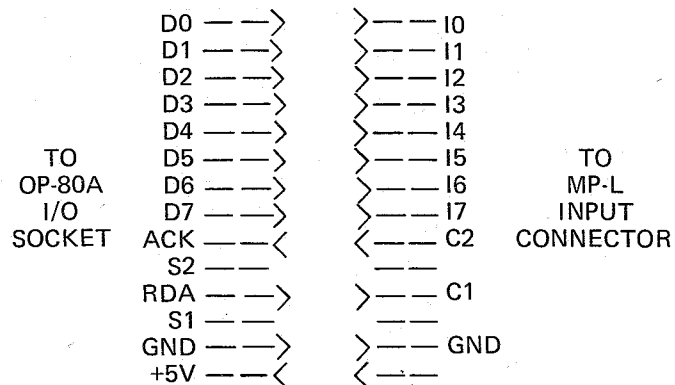 D0 I0
D1 I1
D2 I2
D3 I3
D4 I4
TO D5 I5 TO
OP-80A D6 I6 MP-L
I/O D7 I7 INPUT
SOCKET ACK C2 CONNECTOR
S2
RDA C1
S1
GND GND
+5V